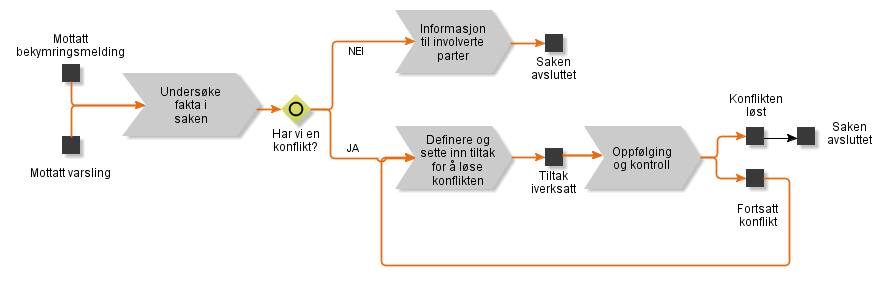 Mottatt
bekymringsmelding
Mottatt varsling
Undersøke
fakta i
saken
Har vi en
konflikt?
NEI
Informasjon
til involverte
parter
Saken
avsluttet
JA
Definere og
sette inn tiltak
for å løse
konflikten
Tiltak
iverksatt
Oppfølging
og kontroll
Konflikten
løst
Saken
avsluttet
Fortsatt
konflikt